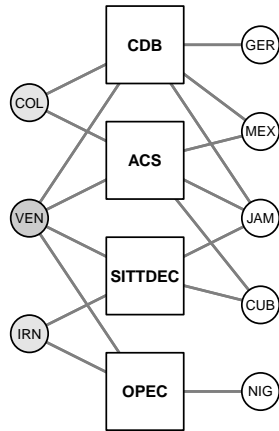 CDB
GER
COL
MEX
ACS
VEN
JAM
SITTDEC
CUB
IRN
OPEC
NIG